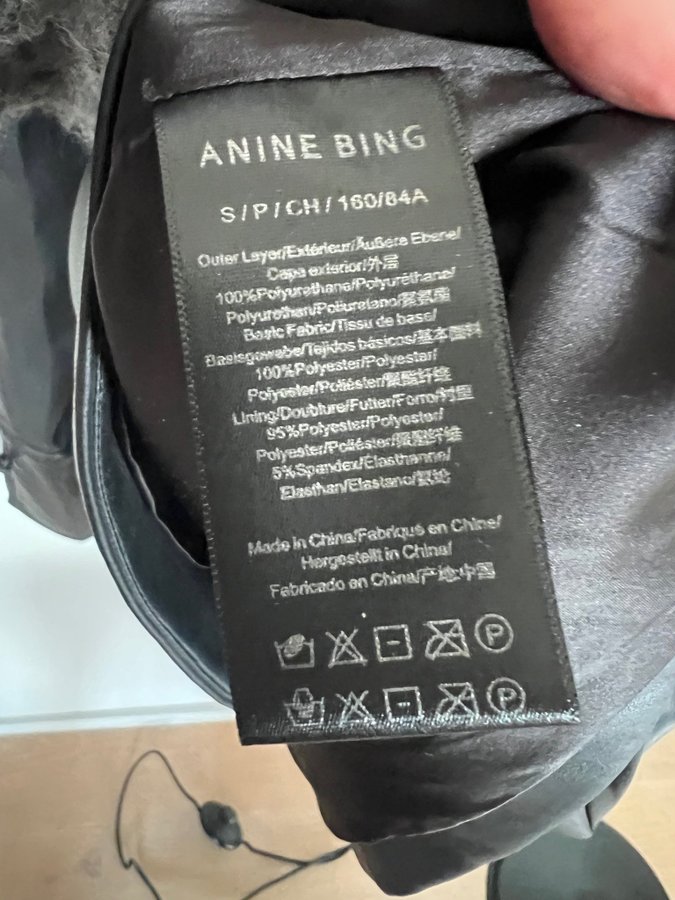 ANINE BING
S/P/CH/160/84A
Outer Layer/Extérieur/Äußere Ebene/
Capa exterior/外层
100%Polyurethane/Polyuréthane/
Polyurethan/Poliuretano/聚氨酯
Basic Fabric/Tissu de base/
Basisgewebe/Tejidos básicos/基本面料
100%Polyester/Polyester/
Polyester/Poliéster/聚酯纤维
Lining/Doublure/Futter/Forro/衬里
95%Polyester/Polyester/
Polyester/Poliéster/聚酯纤维
5%Spandex/Élasthanne/
Elasthan/Elastano/氨纶
Made in China/Fabriqué en Chine/
Hergestellt in China/
Fabricado en China/产地:中国
P
P